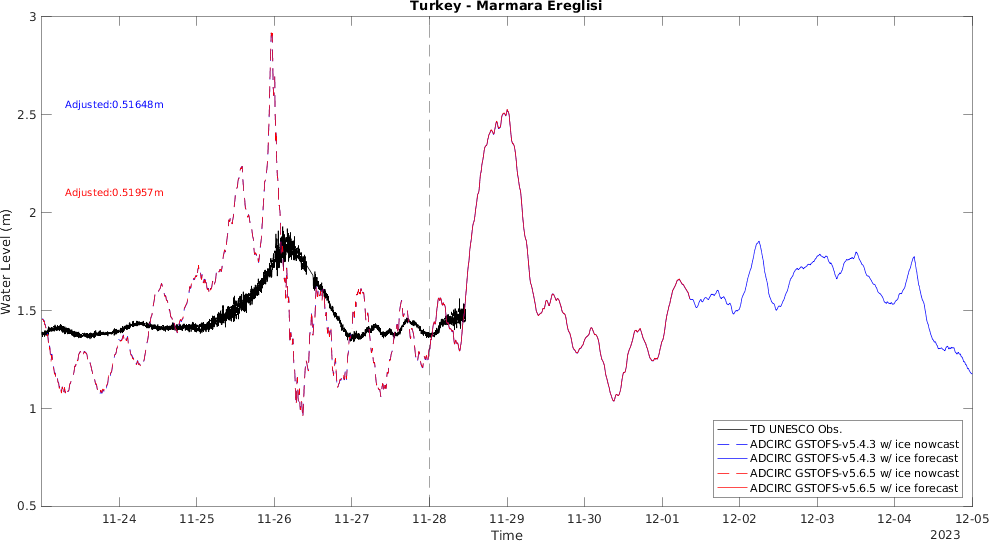 Turkey - Marmara Ereglisi
3
2.5
2
1.5
1
0.5
Water Level (m)
Adjusted:0.51648m
Adjusted:0.51957m
TD UNESCO Obs.
ADCIRC GSTOFS-v5.4.3 w/ ice nowcast
ADCIRC GSTOFS-v5.4.3 w/ ice forecast
ADCIRC GSTOFS-v5.6.5 w/ ice nowcast
ADCIRC GSTOFS-v5.6.5 w/ ice forecast
11-24 11-25 11-26 11-27 11-28 11-29 11-30 12-01 12-02 12-03 12-04 12-05
Time
2023